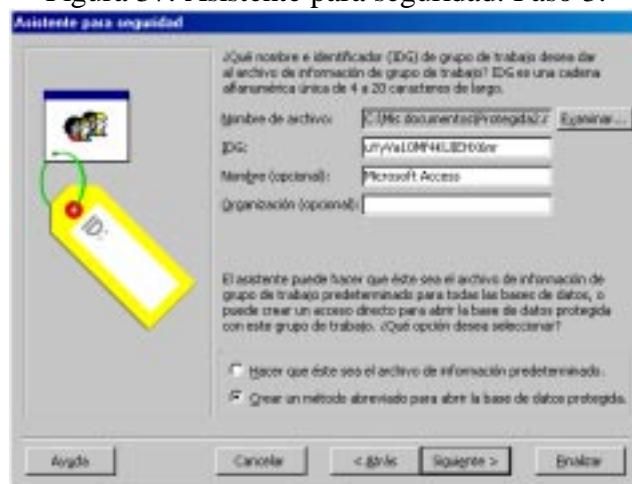 Figura 37. Asistente para seguridad. Paso 3.
Asistente para seguridad
¿Qué nombre e identificador (IDG) de grupo de trabajo desea dar
al archivo de información de grupo de trabajo? IDG es una cadena
alfanumérica única de 4 a 20 caracteres de largo.
Nombre de archivo:
C:\Mis documentos\Protegida2.
Examinar...
IDG:
Nombre (opcional):
Microsoft Access
Organización (opcional):
ID:
El asistente puede hacer que éste sea el archivo de información de
grupo de trabajo predeterminado para todas las bases de datos, o
puede crear un acceso directo para abrir la base de datos protegida
con este grupo de trabajo. ¿Qué opción desea seleccionar?
Hacer que éste sea el archivo de información predeterminado.
Crear un método abreviado para abrir la base de datos protegida.
Ayuda
Cancelar
< Atrás
Siguiente >
Finalizar